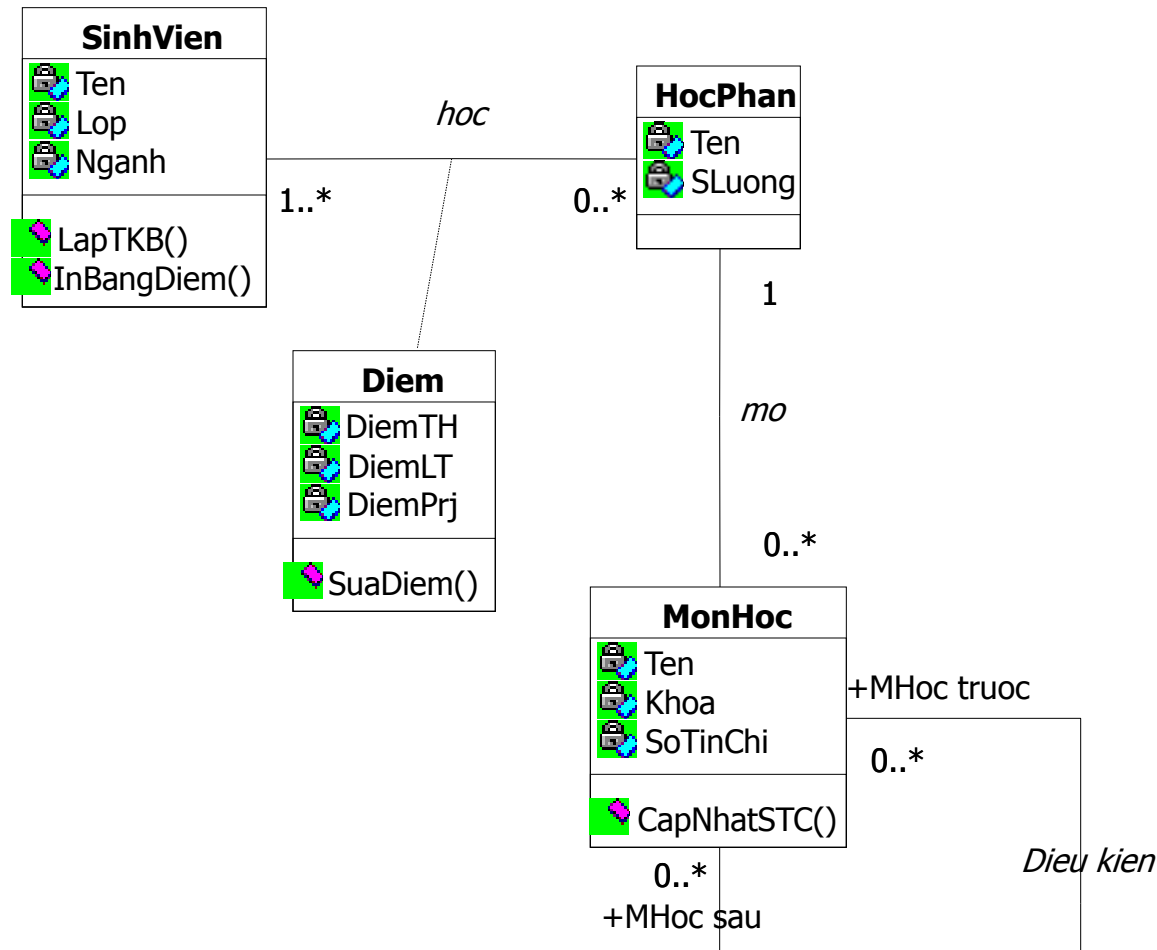 SinhVien
Ten
Lop
Nganh
LapTKB()
InBangDiem()
hoc
1..*
0..*
HocPhan
Ten
SLuong
1
mo
0..*
Diem
DiemTH
DiemLT
DiemPrj
SuaDiem()
MonHoc
Ten
Khoa
SoTinChi
CapNhatSTC()
+MHoc truoc
0..*
Dieu kien
0..*
+MHoc sau